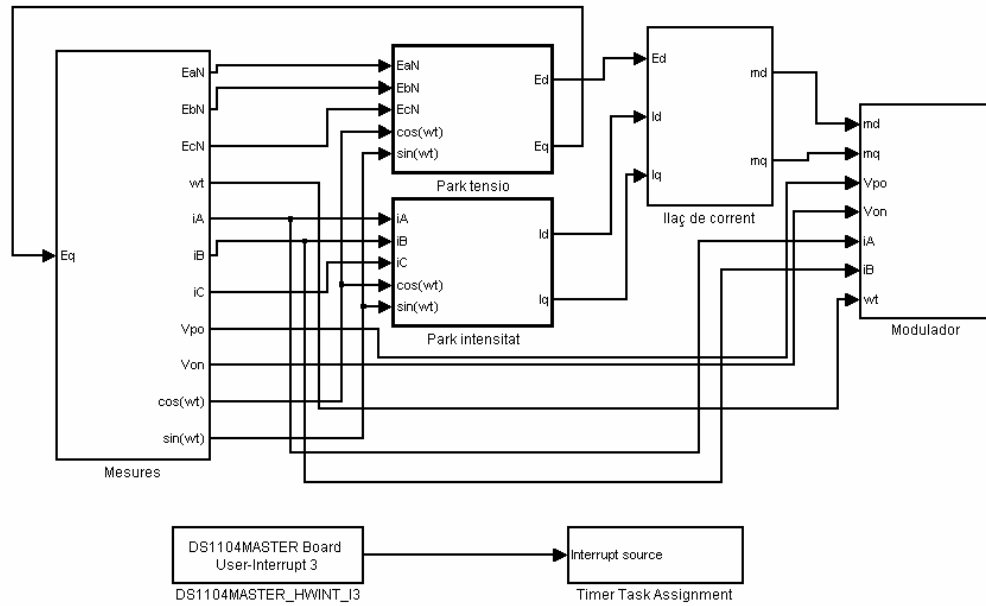 Eq
EaN
EbN
EcN
wt
iA
iB
iC
Vpo
Von
cos(wt)
sin(wt)
Mesures
EaN
EbN
EcN
cos(wt)
sin(wt)
Ed
Eq
Park tensio
iA
iB
iC
cos(wt)
sin(wt)
Id
Iq
Park intensitat
Ed
Id
Iq
md
mq
llaç de corrent
md
mq
Vpo
Von
iA
iB
wt
Modulador
DS1104MASTER Board
User-Interrupt 3
DS1104MASTER_HWINT_I3
Interrupt source
Timer Task Assignment